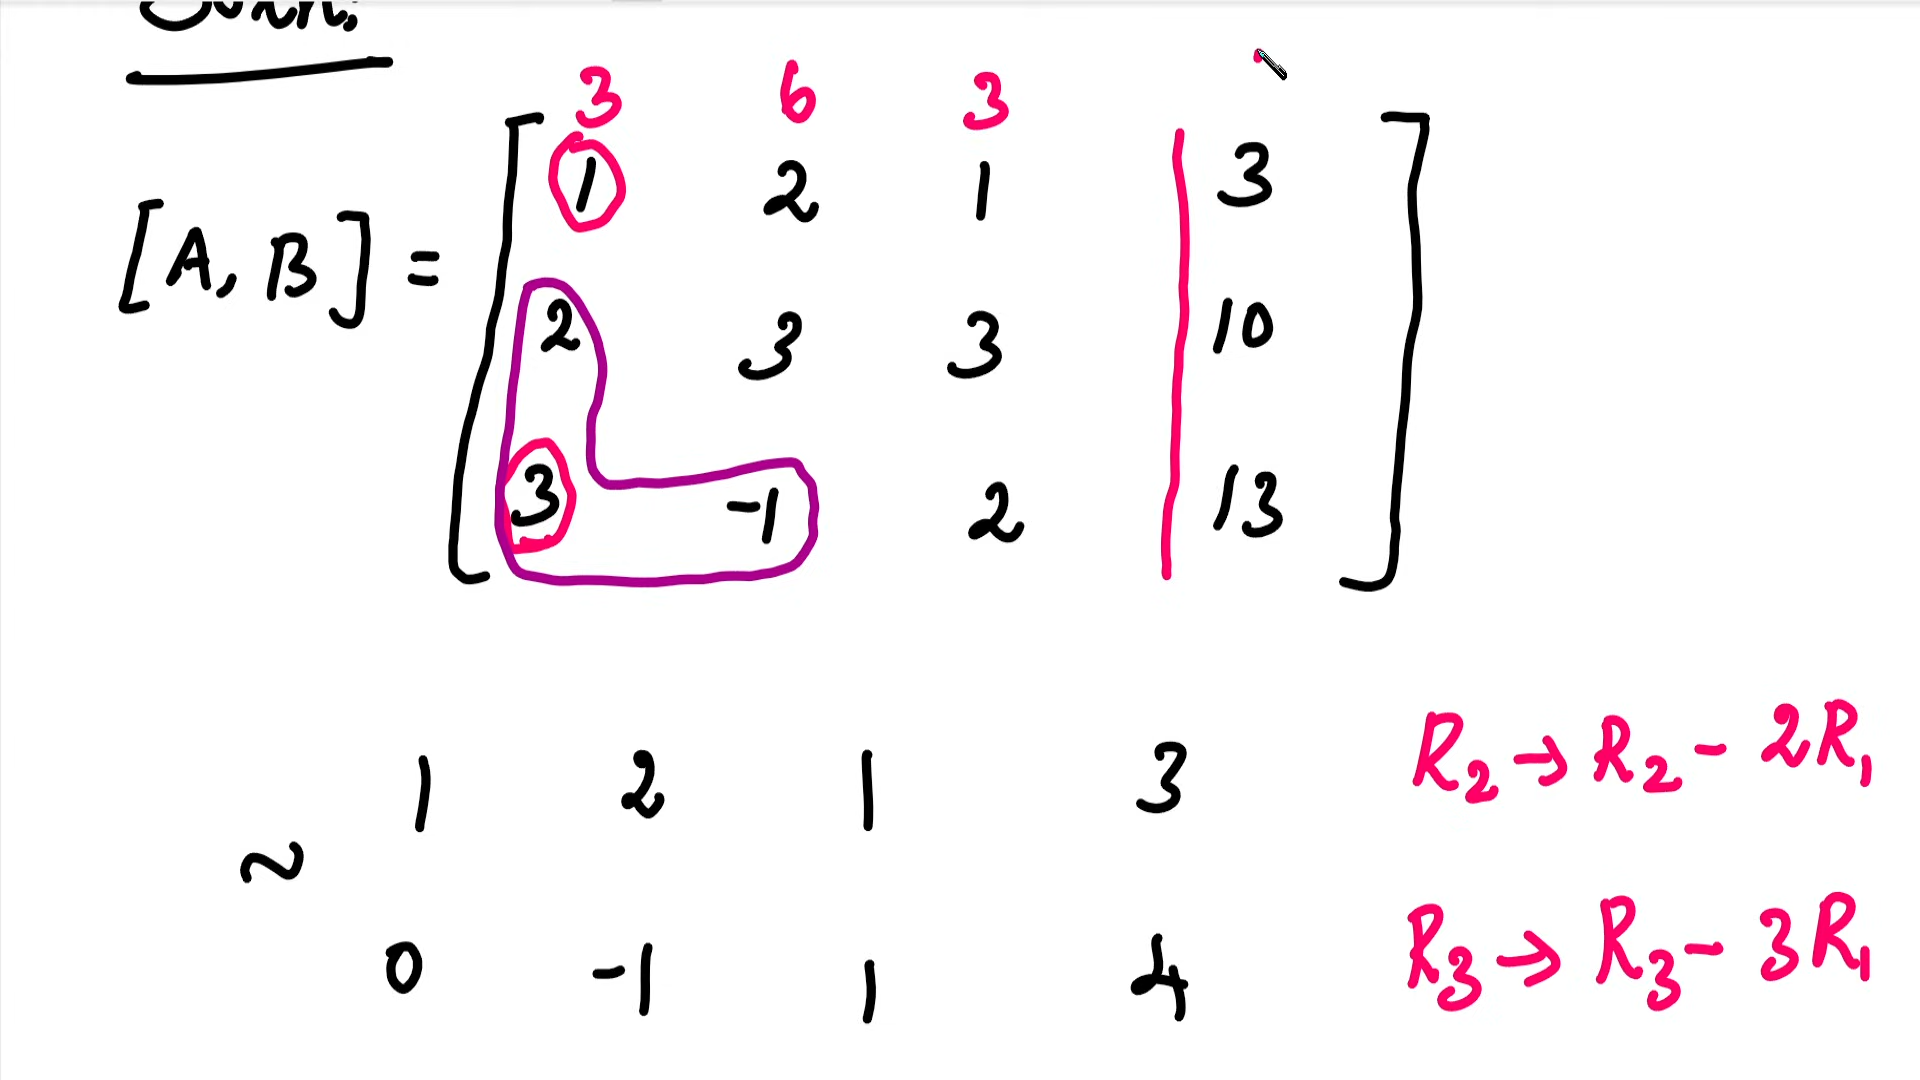 3 6 3
[A, B] = [ 1 2 1 | 3 ]
2 3 3 | 10
3 -1 2 | 13
1 2 1 3 R2 → R2 - 2R1
~
0 -1 1 4 R3 → R3 - 3R1